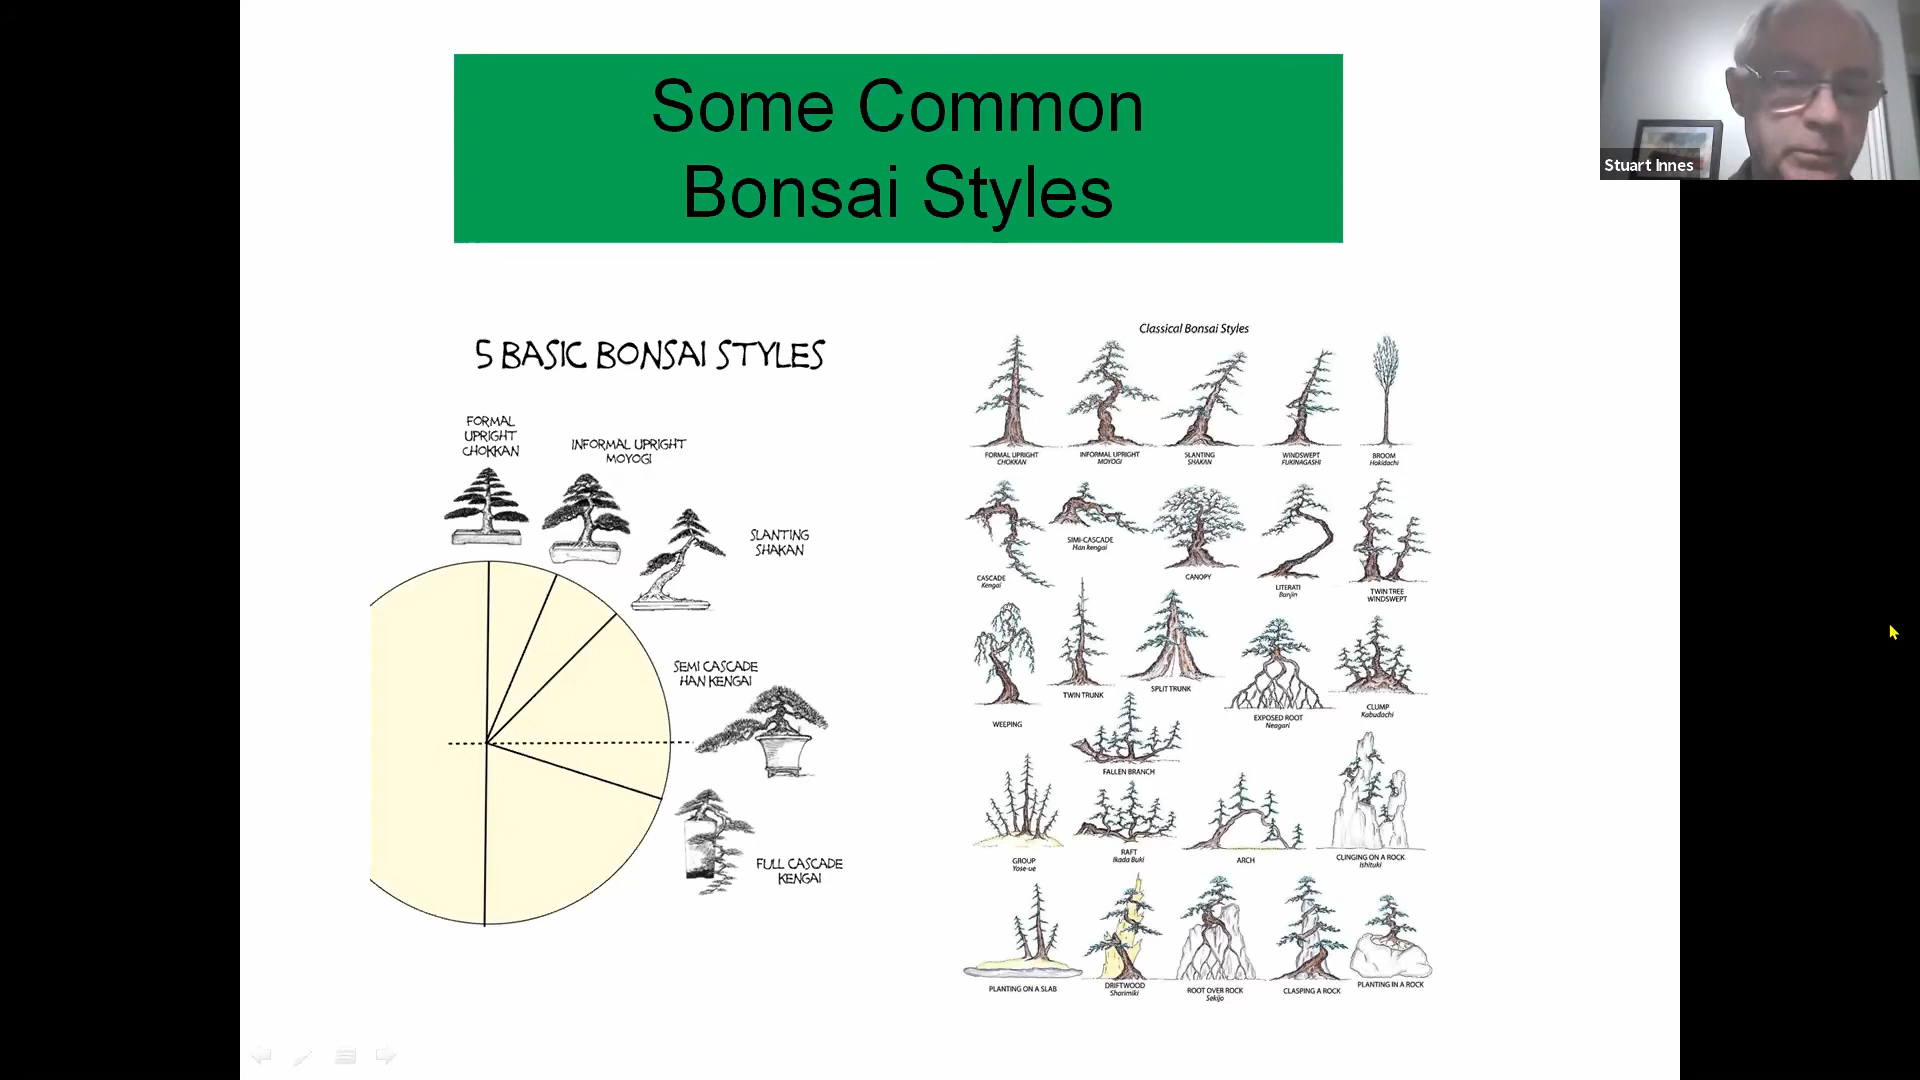 Some Common
Bonsai Styles
Stuart Innes
5 BASIC BONSAI STYLES
FORMAL
UPRIGHT
CHOKKAN
INFORMAL UPRIGHT
MOYOGI
SLANTING
SHAKAN
SEMI CASCADE
HAN KENGAI
FULL CASCADE
KENGAI
Classical Bonsai Styles
FORMAL UPRIGHT
CHOKKAN
INFORMAL UPRIGHT
MOYOGI
SLANTING
SHAKAN
WINDSWEPT
FUKINAGASHI
BROOM
Hokidachi
CASCADE
Kengai
SIMI-CASCADE
Han kengai
CANOPY
LITERATI
Banjin
TWIN TREE
WINDSWEPT
WEEPING
TWIN TRUNK
SPLIT TRUNK
EXPOSED ROOT
Neagari
CLUMP
Kabudachi
FALLEN BRANCH
GROUP
Yose-ue
RAFT
Ikada Buki
ARCH
CLINGING ON A ROCK
Ishituki
PLANTING ON A SLAB
DRIFTWOOD
Sharimiki
ROOT OVER ROCK
Sekijo
CLASPING A ROCK
PLANTING IN A ROCK